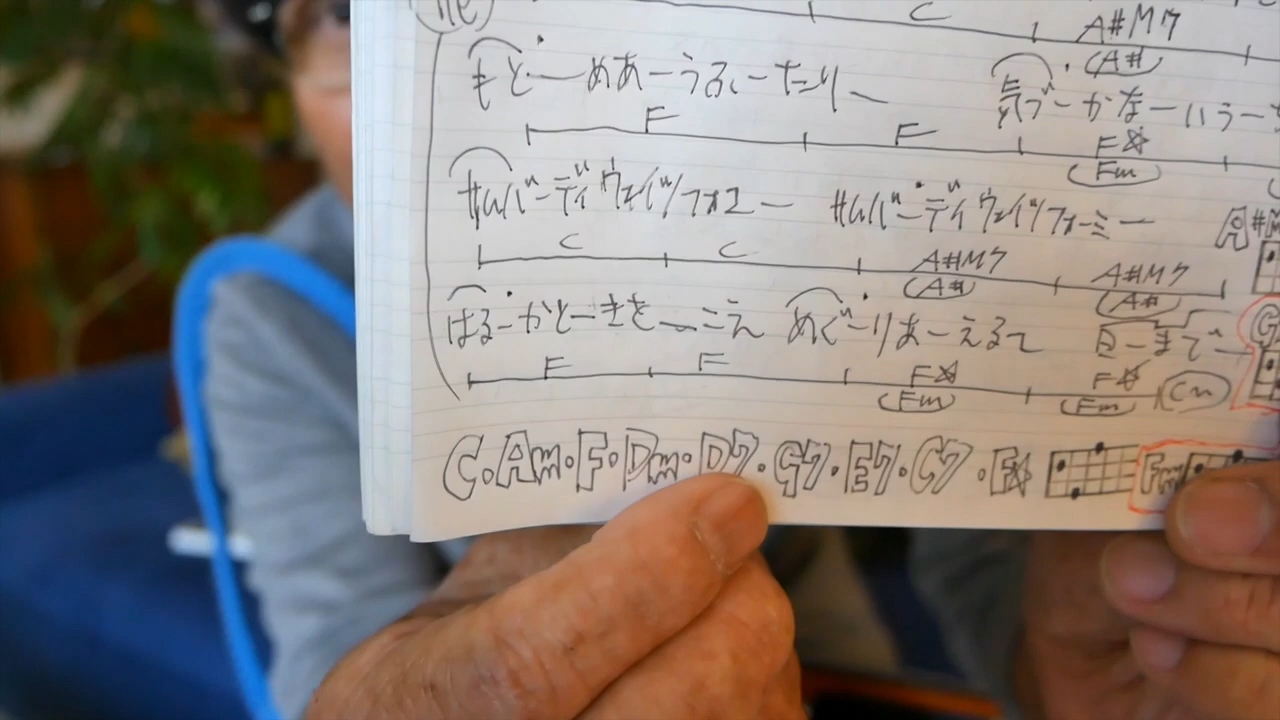 C A#M7
(A#)
もとーーめあーうふぃーたーりー 気づーかなーいうー
F F F☆
(Fm)
サムバーディウェイツフォユー サムバーディウェイツフォーミー A#M
C C A#M7 A#M7
(A#) (A#)
はるーかとーきをーーこえ めぐーりあーえるて 日ーまでー
F F F☆ F☆
(Fm) (Fm) Cm
C・Am・F・Dm・D7・G7・E7・C7・F☆ Fm